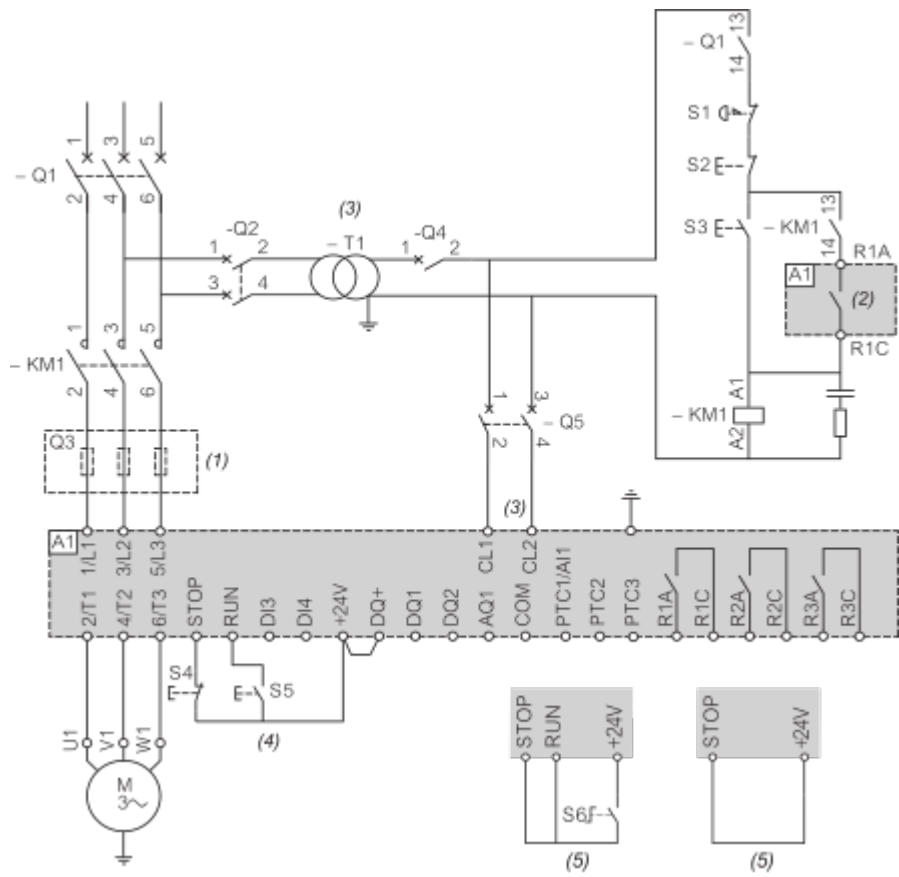 – Q1
1
3
5
2
4
6
-Q2
1
2
3
4
(3)
– T1
-Q4
1
2
– Q1
13
14
S1
S2
S3
– KM1
13
14
R1A
A1
(2)
R1C
– KM1
A1
A2
– KM1
1
3
5
2
4
6
Q3
(1)
1
3
– Q5
2
4
(3)
A1
1/L1
3/L2
5/L3
CL1
CL2
2/T1
4/T2
6/T3
STOP
RUN
DI3
DI4
+24V
DQ+
DQ1
DQ2
AQ1
COM
PTC1/AI1
PTC2
PTC3
R1A
R1C
R2A
R2C
R3A
R3C
S4
S5
(4)
U1
V1
W1
M
3
STOP
RUN
+24V
S6
(5)
STOP
+24V
(5)